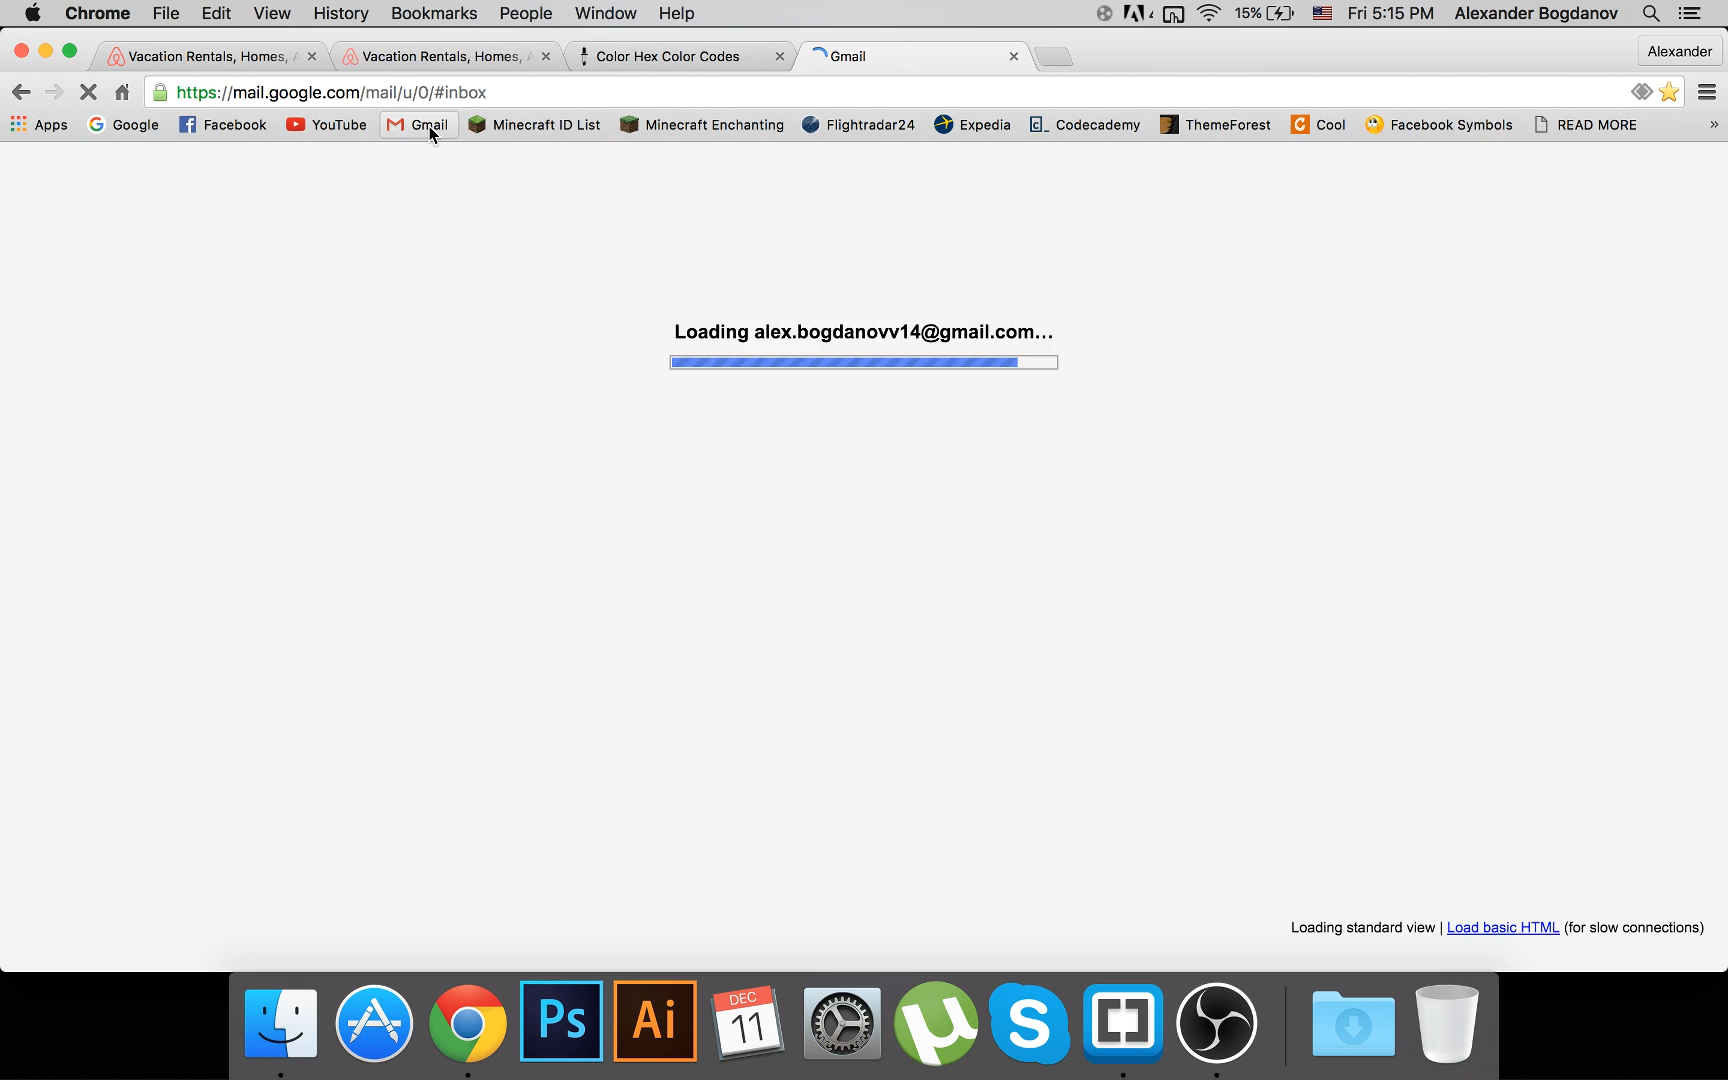 Chrome File Edit View History Bookmarks People Window Help 15% Fri 5:15 PM Alexander Bogdanov
Vacation Rentals, Homes, Vacation Rentals, Homes, Color Hex Color Codes Gmail Alexander
https://mail.google.com/mail/u/0/#inbox
Apps Google Facebook YouTube Gmail Minecraft ID List Minecraft Enchanting Flightradar24 Expedia Codecademy ThemeForest Cool Facebook Symbols READ MORE »
Loading alex.bogdanovv14@gmail.com…
Loading standard view | Load basic HTML (for slow connections)
Ps Ai DEC 11 µ S